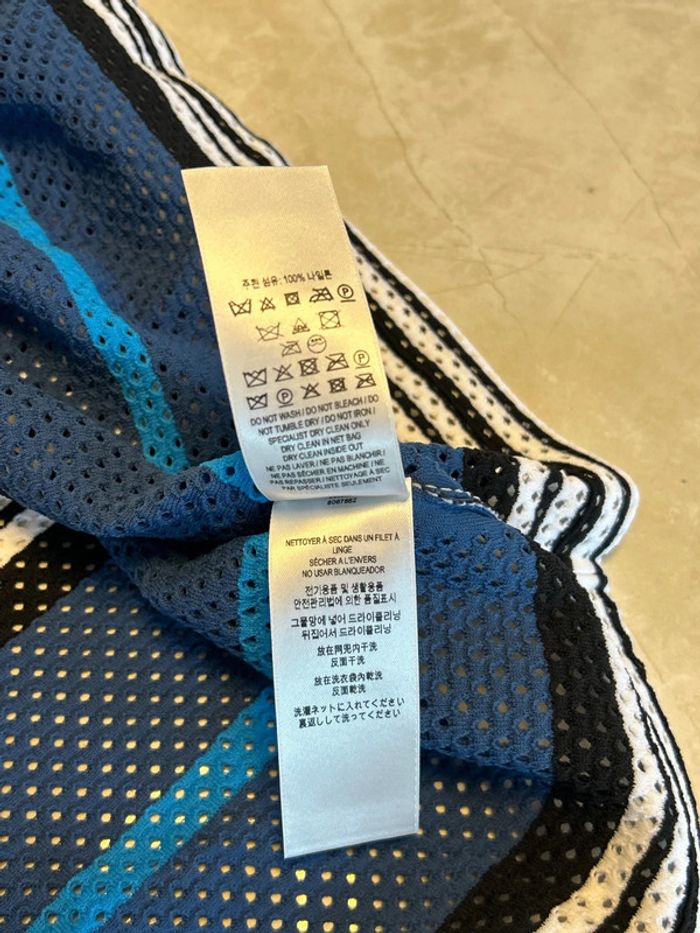 주된 섬유: 100% 나일론
DO NOT WASH / DO NOT BLEACH / DO
NOT TUMBLE DRY / DO NOT IRON /
SPECIALIST DRY CLEAN ONLY
DRY CLEAN IN NET BAG
DRY CLEAN INSIDE OUT
NE PAS LAVER / NE PAS BLANCHIR /
NE PAS SÉCHER EN MACHINE / NE
PAS REPASSER / NETTOYAGE À SEC
PAR SPÉCIALISTE SEULEMENT
8067662
NETTOYER À SEC DANS UN FILET À
LINGE
SÉCHER A L'ENVERS
NO USAR BLANQUEADOR
전기용품 및 생활용품
안전관리법에 의한 품질표시
그물망에 넣어 드라이클리닝
뒤집어서 드라이클리닝
放在网兜内干洗
反面干洗
放在洗衣袋內乾洗
反面乾洗
洗濯ネットに入れてください
裏返しして洗ってください